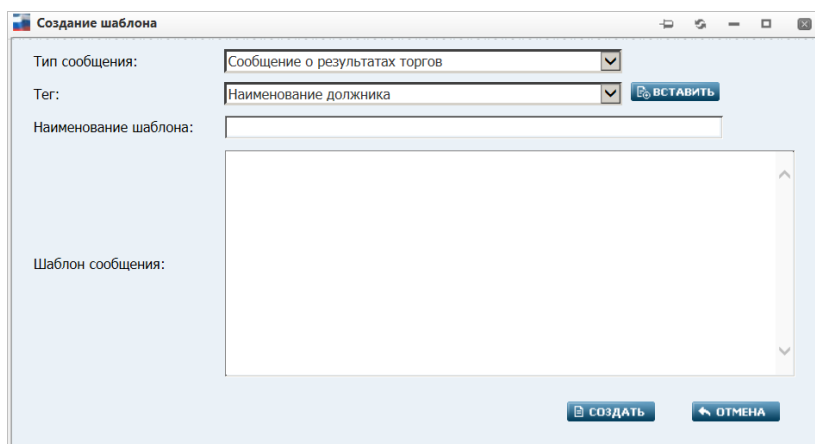 Создание шаблона
Тип сообщения: Сообщение о результатах торгов
Тег: Наименование должника ВСТАВИТЬ
Наименование шаблона:
Шаблон сообщения:
СОЗДАТЬ ОТМЕНА